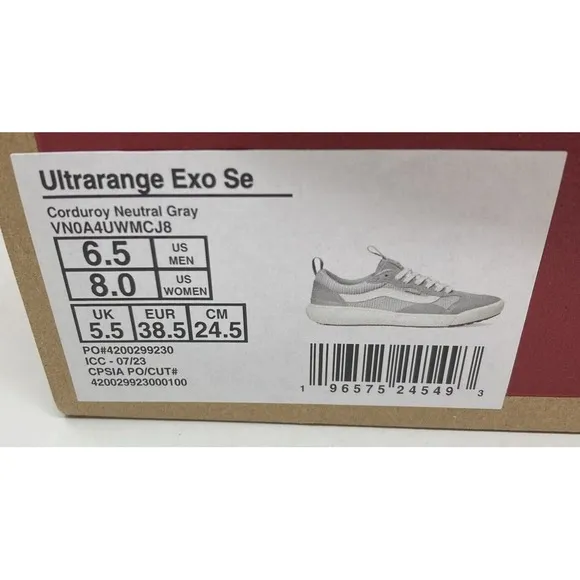 Ultrarange Exo Se
Corduroy Neutral Gray
VN0A4UWMCJ8
6.5 US MEN
8.0 US WOMEN
UK EUR CM
5.5 38.5 24.5
PO#4200299230
ICC - 07/23
CPSIA PO/CUT#
420029923000100
1 96575 24549 3